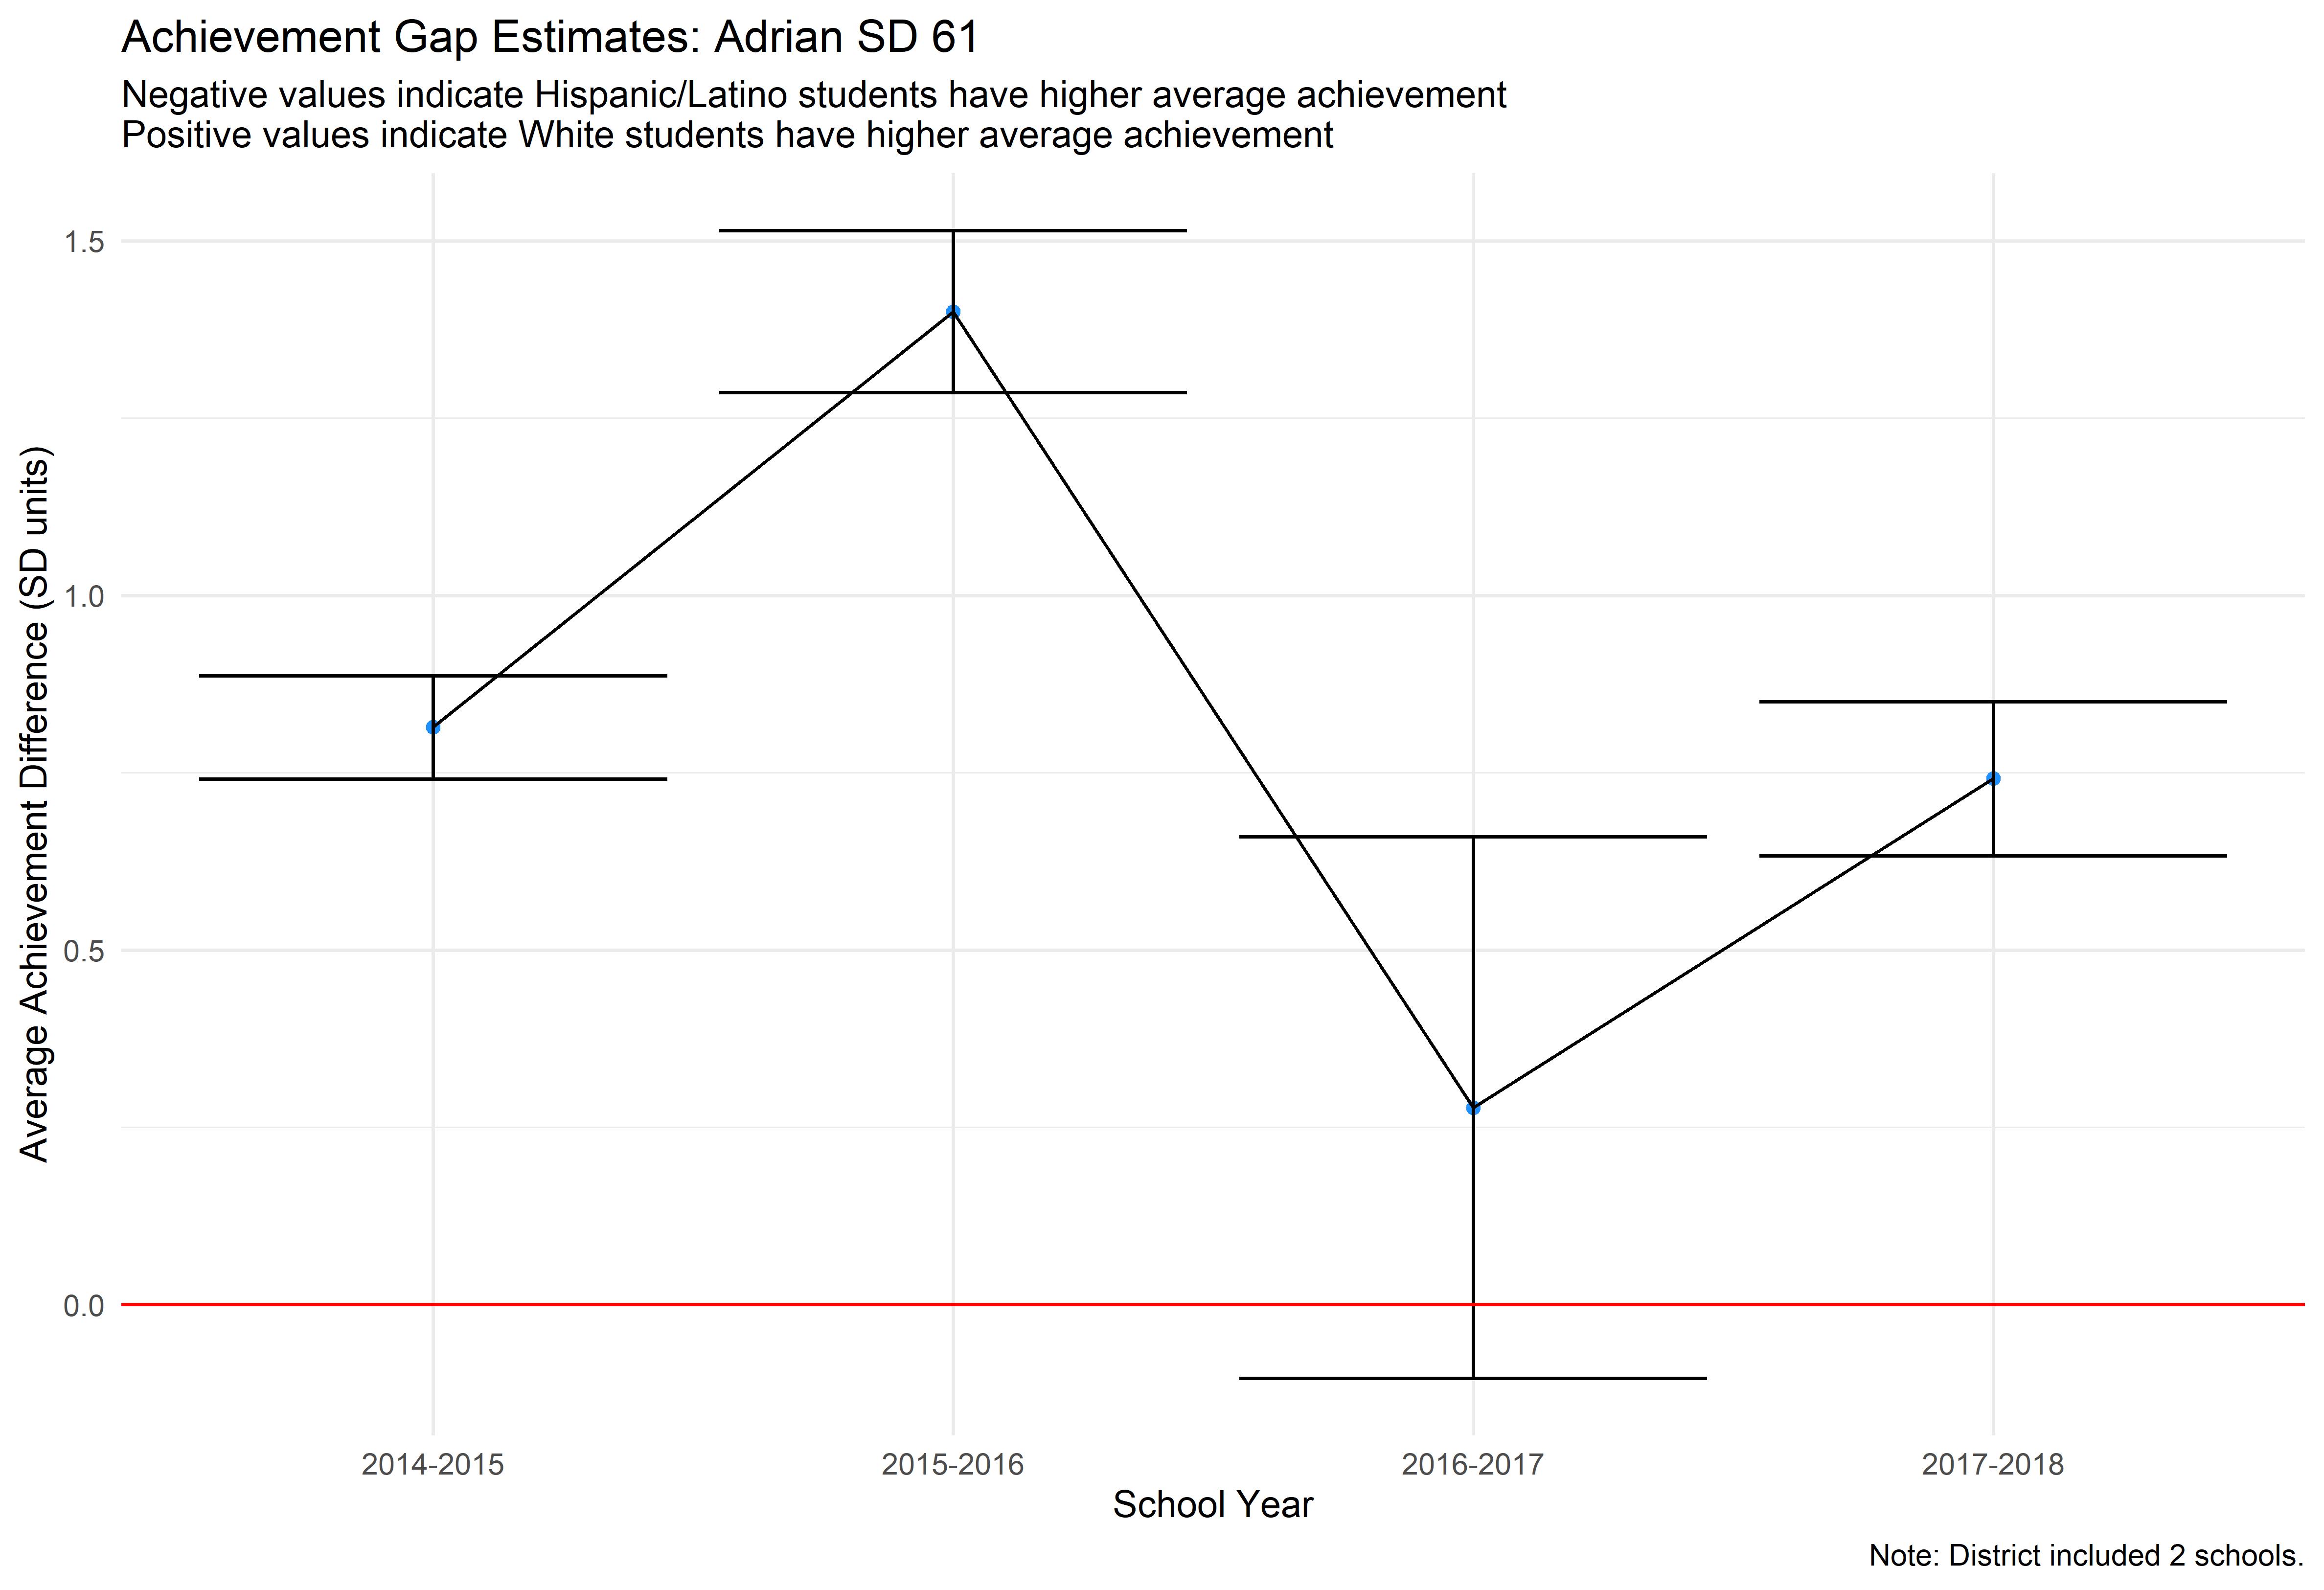 Achievement Gap Estimates: Adrian SD 61
Negative values indicate Hispanic/Latino students have higher average achievement
Positive values indicate White students have higher average achievement
Average Achievement Difference (SD units)
1.5
1.0
0.5
0.0
2014-2015
2015-2016
2016-2017
2017-2018
School Year
Note: District included 2 schools.